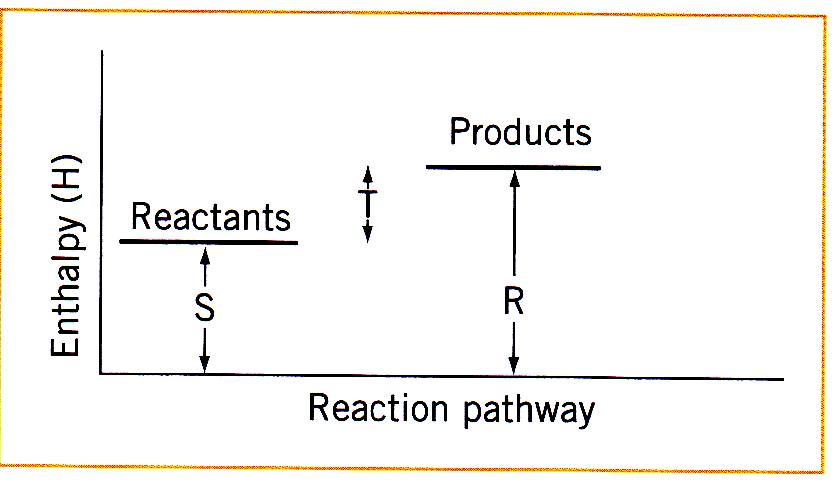 Products
T
Reactants
Enthalpy (H)
S
R
Reaction pathway